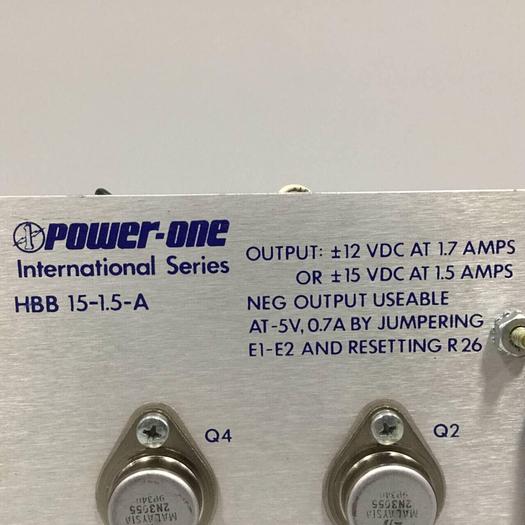 POWER-ONE
International Series
HBB 15-1.5-A
OUTPUT: ±12 VDC AT 1.7 AMPS
OR ±15 VDC AT 1.5 AMPS
NEG OUTPUT USEABLE
AT-5V, 0.7A BY JUMPERING
E1-E2 AND RESETTING R26
Q4
Q2
2N3055
MALAYSIA
2N3055
MALAYSIA